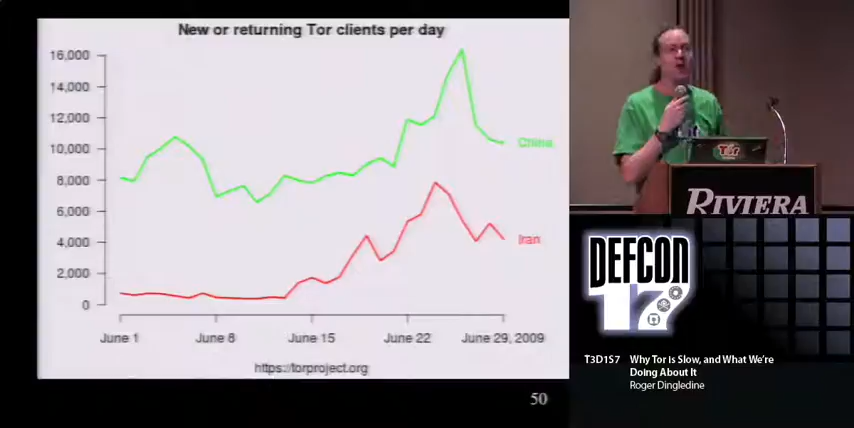 New or returning Tor clients per day
16,000
14,000
12,000
10,000
8,000
6,000
4,000
2,000
0
China
Iran
June 1
June 8
June 15
June 22
June 29, 2009
https://torproject.org
50
Tor
RIVIERA
DEFCON
17
T3D1S7 Why Tor is Slow, and What We're
Doing About It
Roger Dingledine